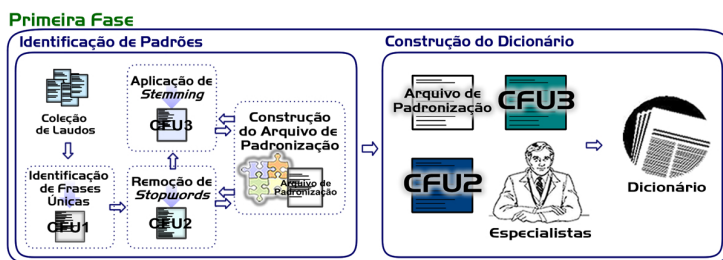 Primeira Fase
Identificação de Padrões
Coleção
de Laudos
Identificação
de Frases
Únicas
CFU1
Aplicação de
Stemming
CFU3
Remoção de
Stopwords
CFU2
Construção
do Arquivo de
Padronização
Arquivo de
Padronização
Construção do Dicionário
Arquivo de
Padronização
CFU3
CFU2
Especialistas
Dicionário